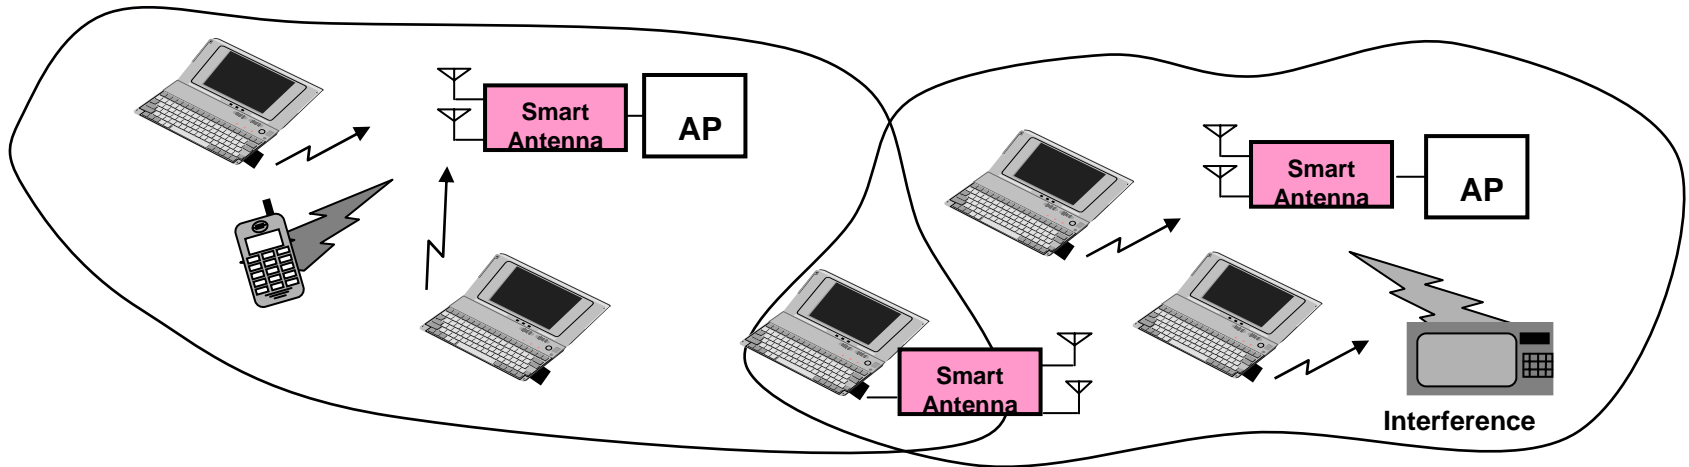 Smart
Antenna
AP
Smart
Antenna
AP
Smart
Antenna
Interference